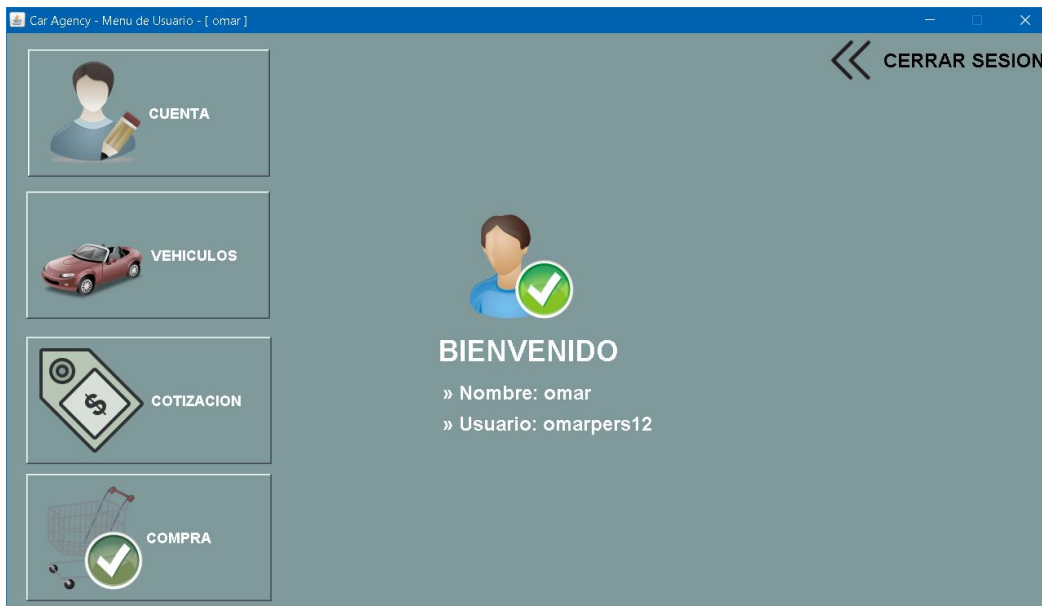 Car Agency - Menu de Usuario - [ omar ]
CERRAR SESION
CUENTA
VEHICULOS
COTIZACION
$
COMPRA
BIENVENIDO
» Nombre: omar
» Usuario: omarpers12